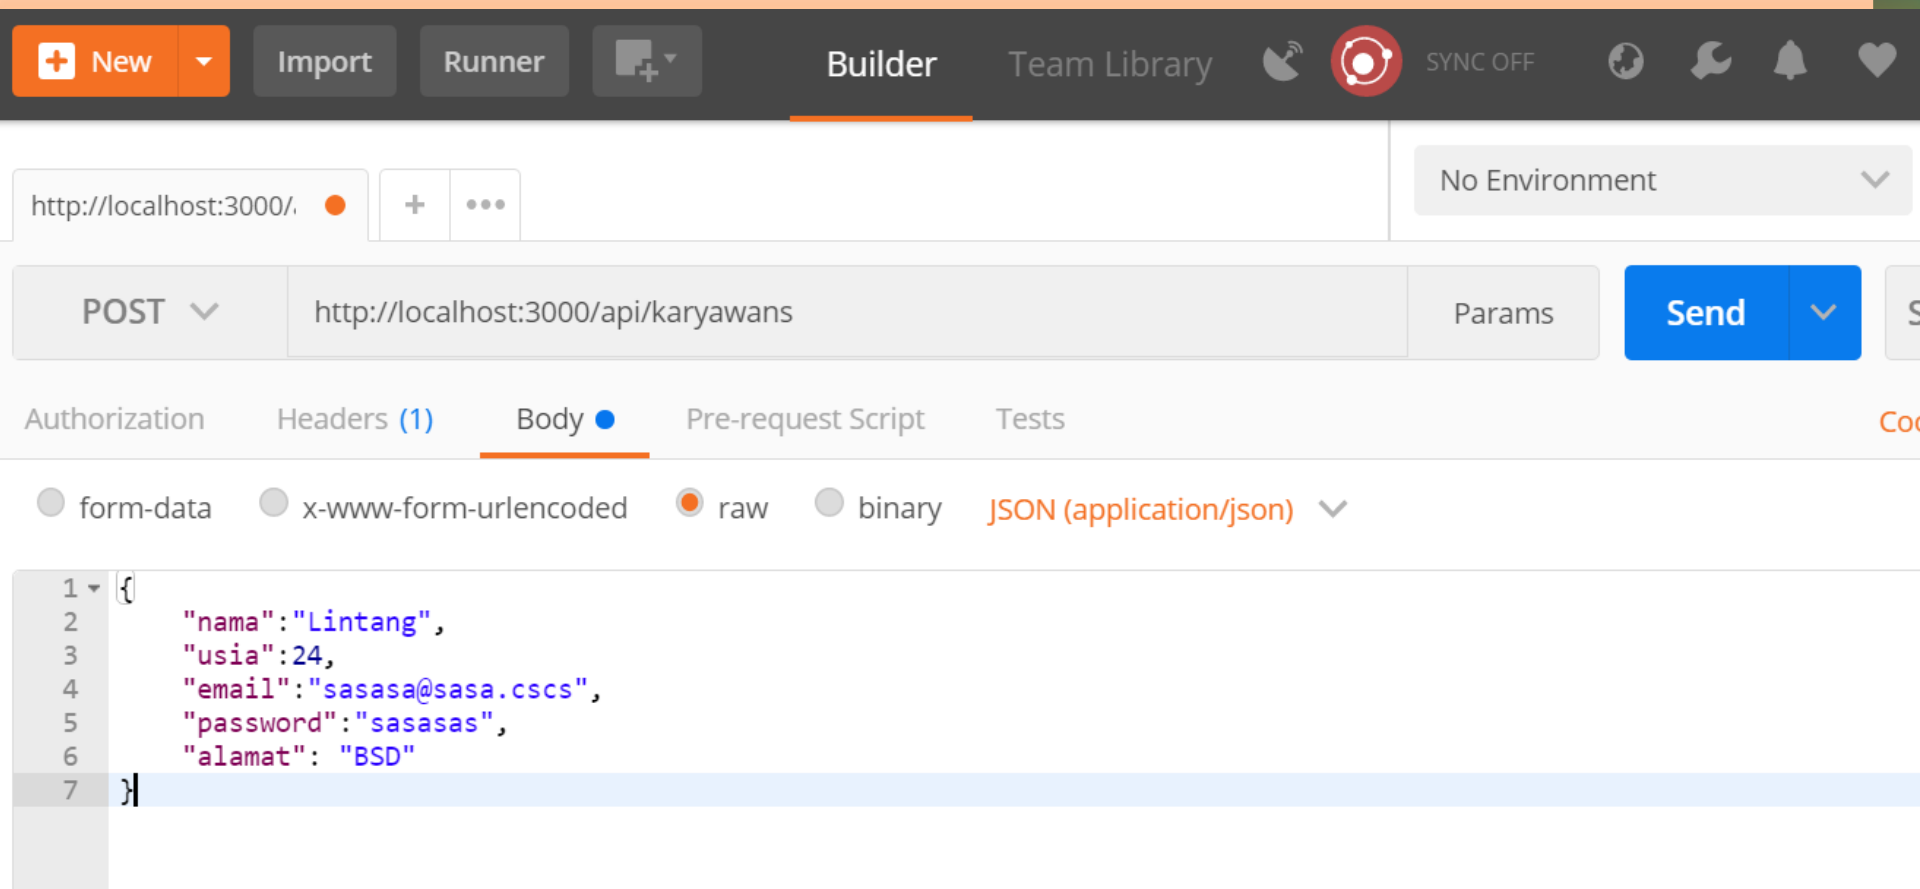 New Import Runner Builder Team Library SYNC OFF
http://localhost:3000/ No Environment
POST http://localhost:3000/api/karyawans Params Send
Authorization Headers (1) Body Pre-request Script Tests
form-data x-www-form-urlencoded raw binary JSON (application/json)
1 {
2 "nama":"Lintang",
3 "usia":24,
4 "email":"sasasa@sasa.cscs",
5 "password":"sasasas",
6 "alamat": "BSD"
7 }